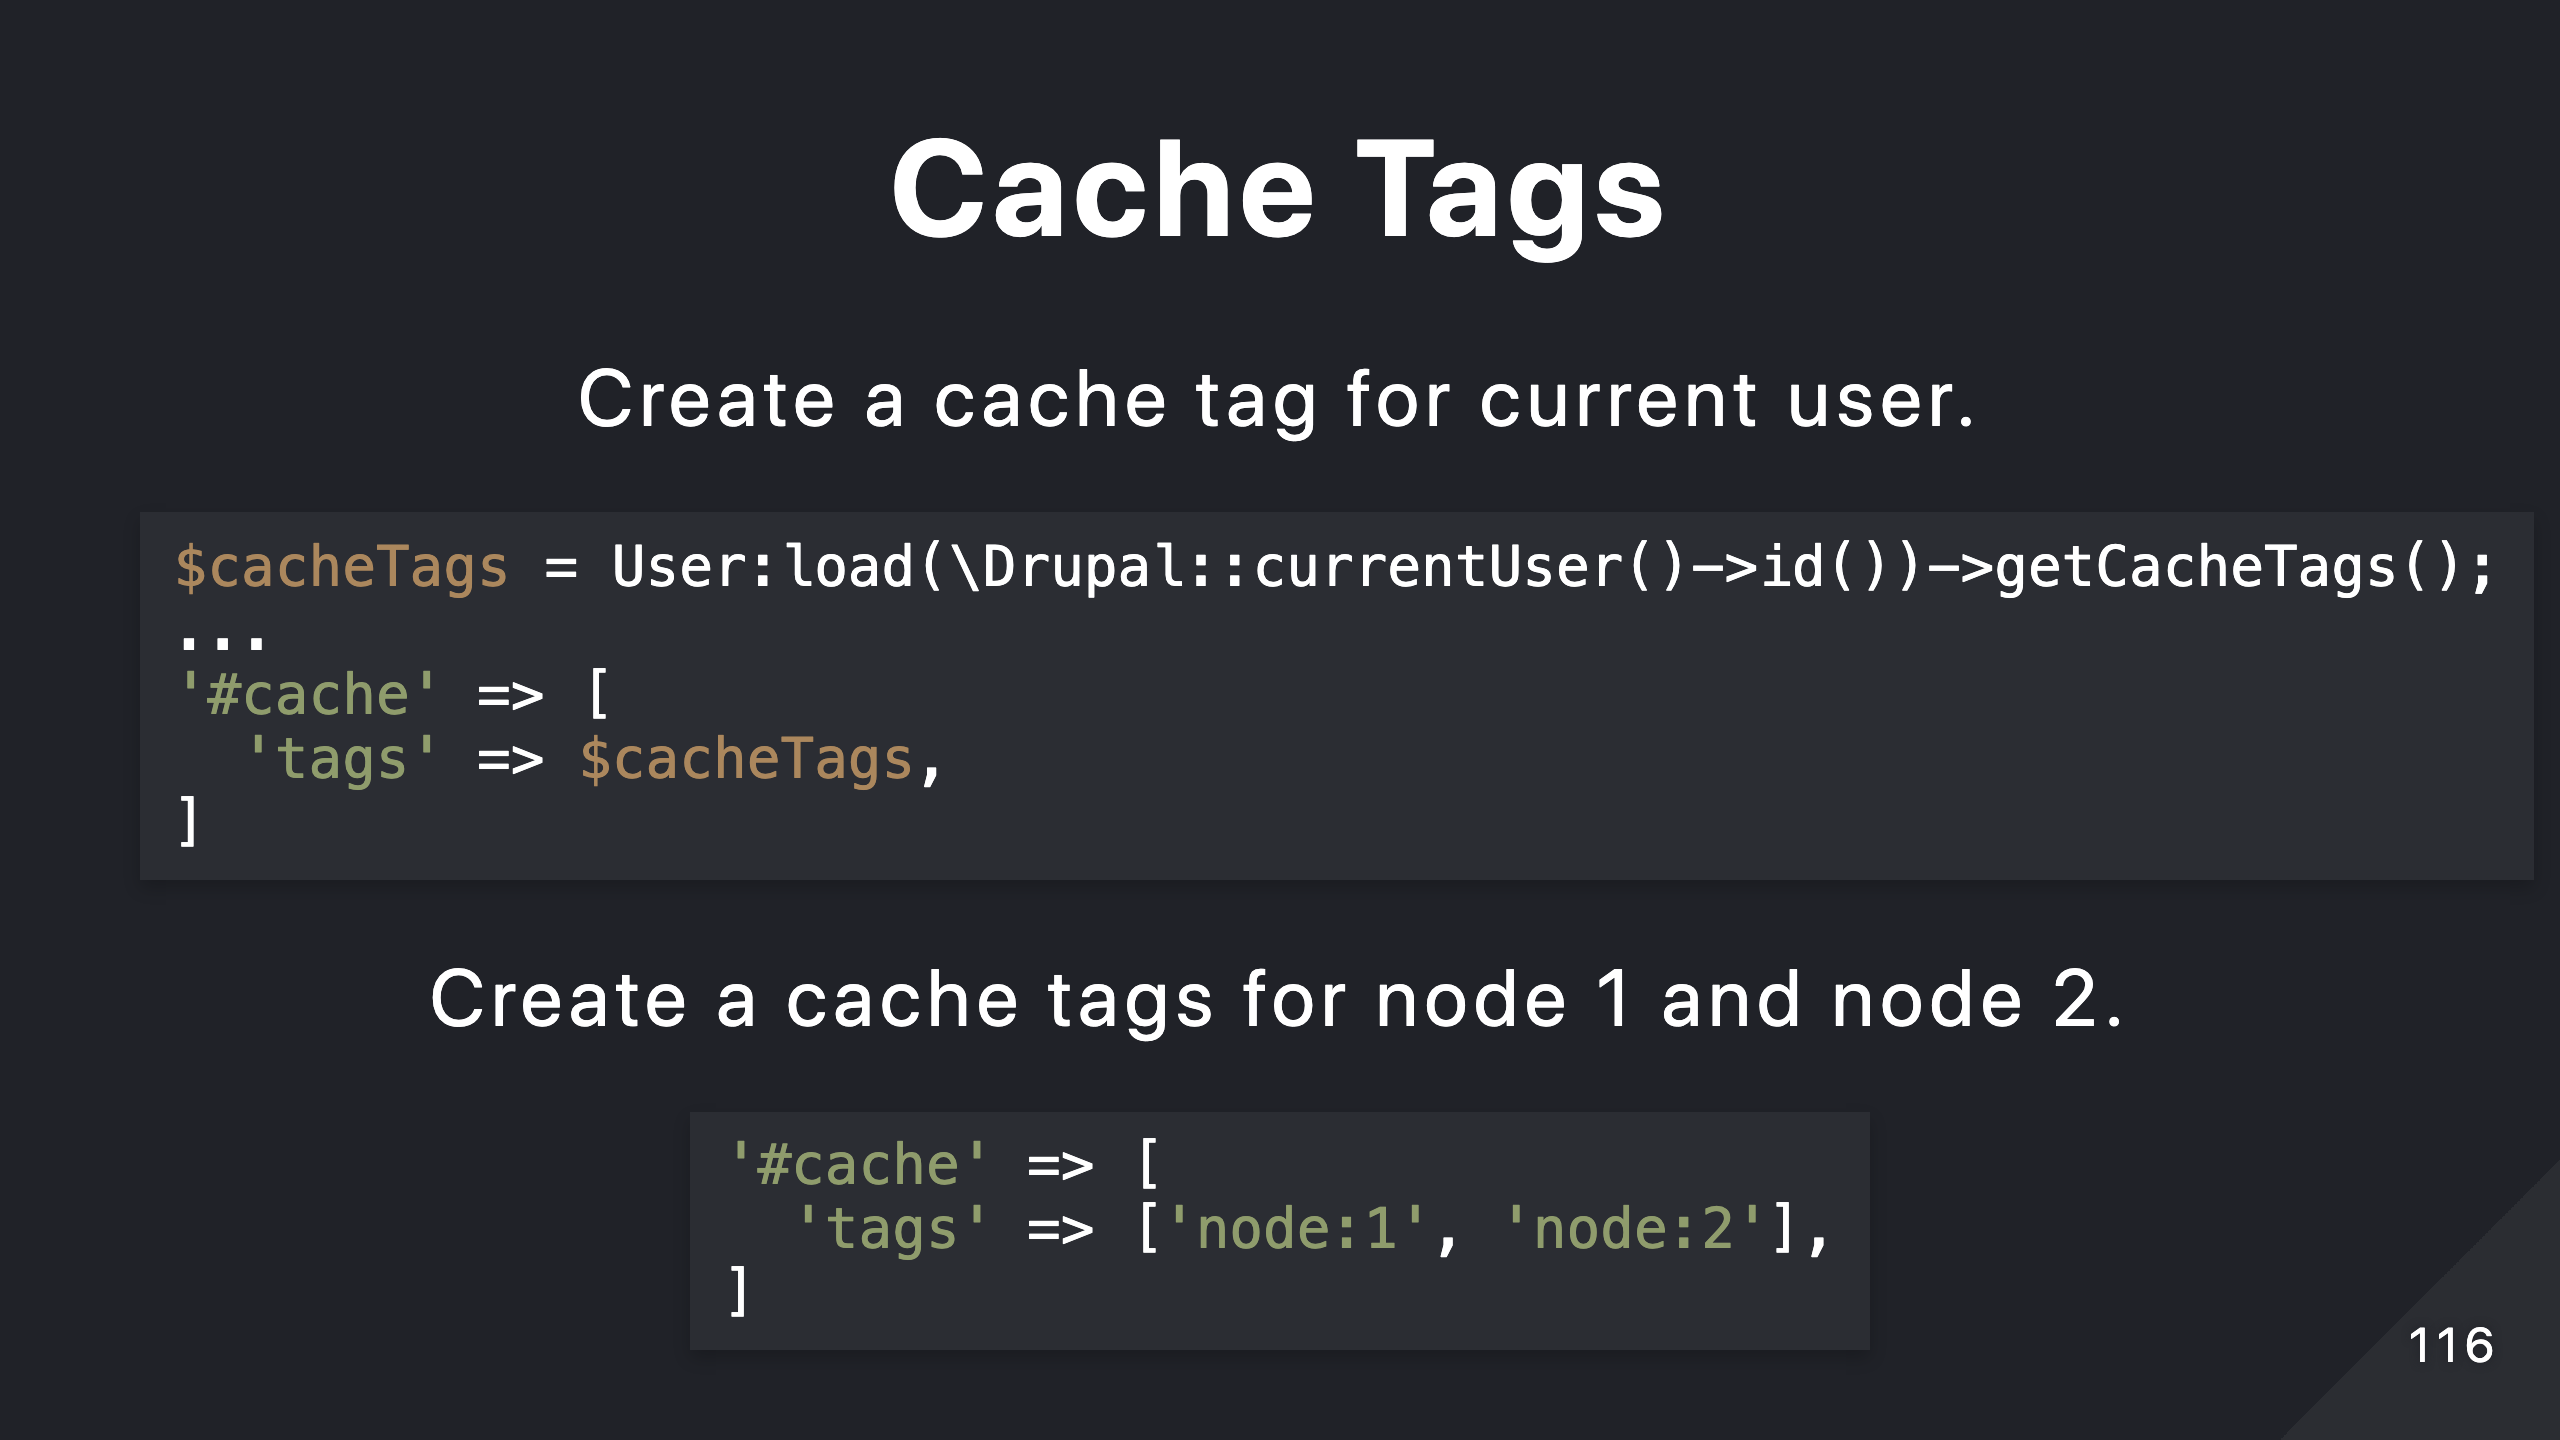 Cache Tags
Create a cache tag for current user.
$cacheTags = User:load(\Drupal::currentUser()->id())->getCacheTags();
...
'#cache' => [
  'tags' => $cacheTags,
]
Create a cache tags for node 1 and node 2.
'#cache' => [
  'tags' => ['node:1', 'node:2'],
]
116